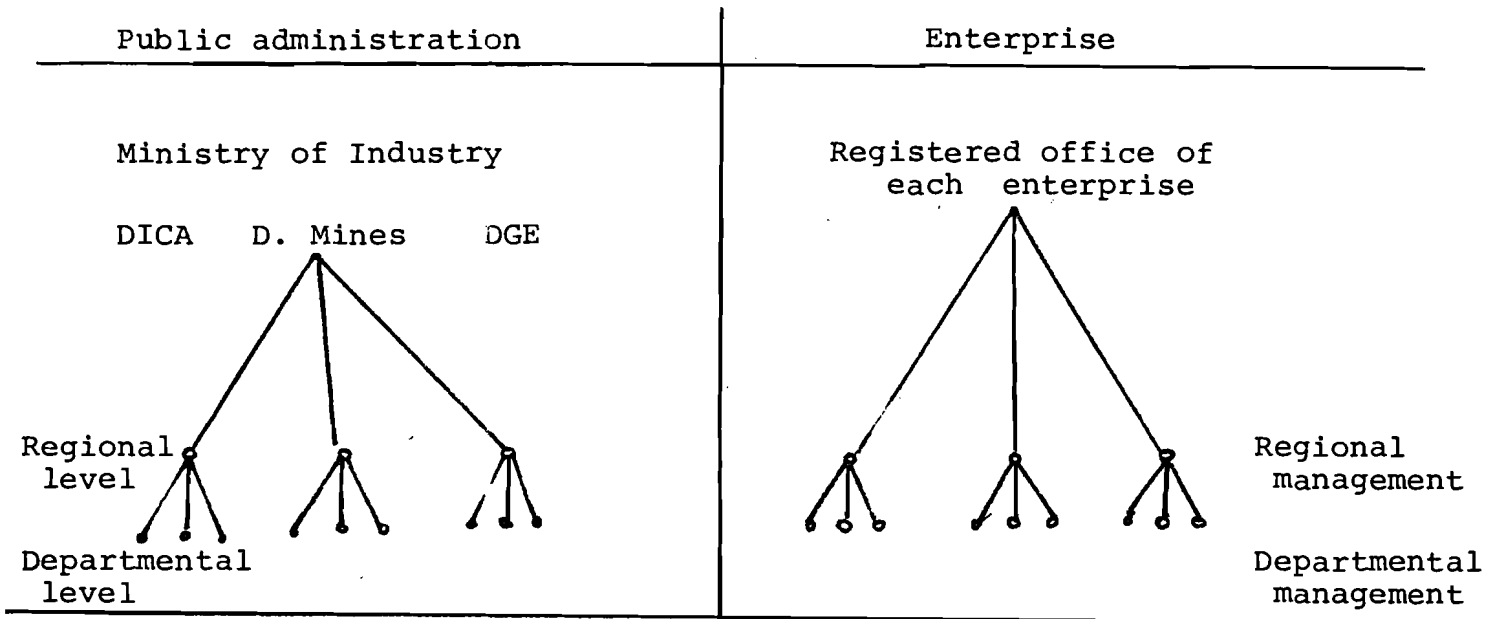 Public administration
Enterprise
Ministry of Industry
DICA D. Mines DGE
Regional
level
Departmental
level
Registered office of
each enterprise
Regional
management
Departmental
management